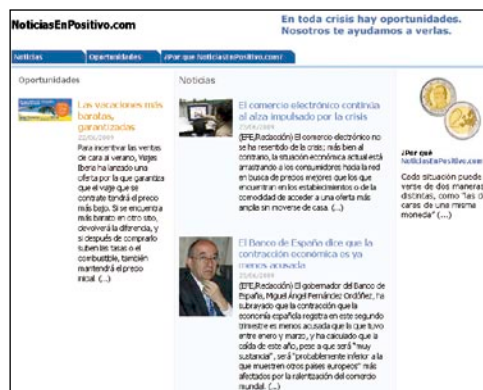 NoticiasEnPositivo.com
En toda crisis hay oportunidades.
Nosotros te ayudamos a verlas.
Noticias
Oportunidades
¿Por que NoticiasEnPositivo.com?
Oportunidades
Las vacaciones más
baratas,
garantizadas
22/06/2009
Para incentivar las ventas
de cara al verano, Viajes
Iberia ha lanzado una
oferta por la que garantiza
que el viaje que se
contrate tendrá el precio
más bajo. Si se encuentra
más barato en otro sitio,
devolverá la diferencia, y
si después de comprarlo
suben las tasas o el
combustible, también
mantendrá el precio
inicial. (...)
Noticias
El comercio electrónico continúa
al alza impulsado por la crisis
(EFE/Redacción) El comercio electrónico no
se ha resentido de la crisis; más bien al
contrario, la situación económica actual está
arrastrando a los consumidores hacia la red
en busca de precios mejores que los que
encuentran en los establecimientos o de la
comodidad de acceder a una oferta más
amplia sin moverse de casa. (...)
El Banco de España dice que la
contracción económica es ya
menos acusada
(EFE/Redacción) El gobernador del Banco de
España, Miguel Ángel Fernández Ordóñez, ha
subrayado que la contracción que la
economía española registra en este segundo
trimestre es menos acusada que la que tuvo
entre enero y marzo, y ha calculado que la
caída de este año, pese a que será "muy
sustancial", será "probablemente inferior a la
que muestren otros países europeos" más
afectados por la ralentización del comercio
mundial. (...)
¿Por qué
NoticiasEnPositivo.com
Cada situación puede
verse de dos maneras
distintas, como "las
caras de una misma
moneda" (...)